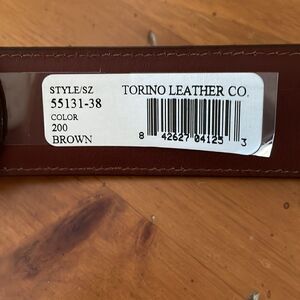 STYLE/SZ
TORINO LEATHER CO.
55131-38
COLOR
200
BROWN
8 42627 04125 3